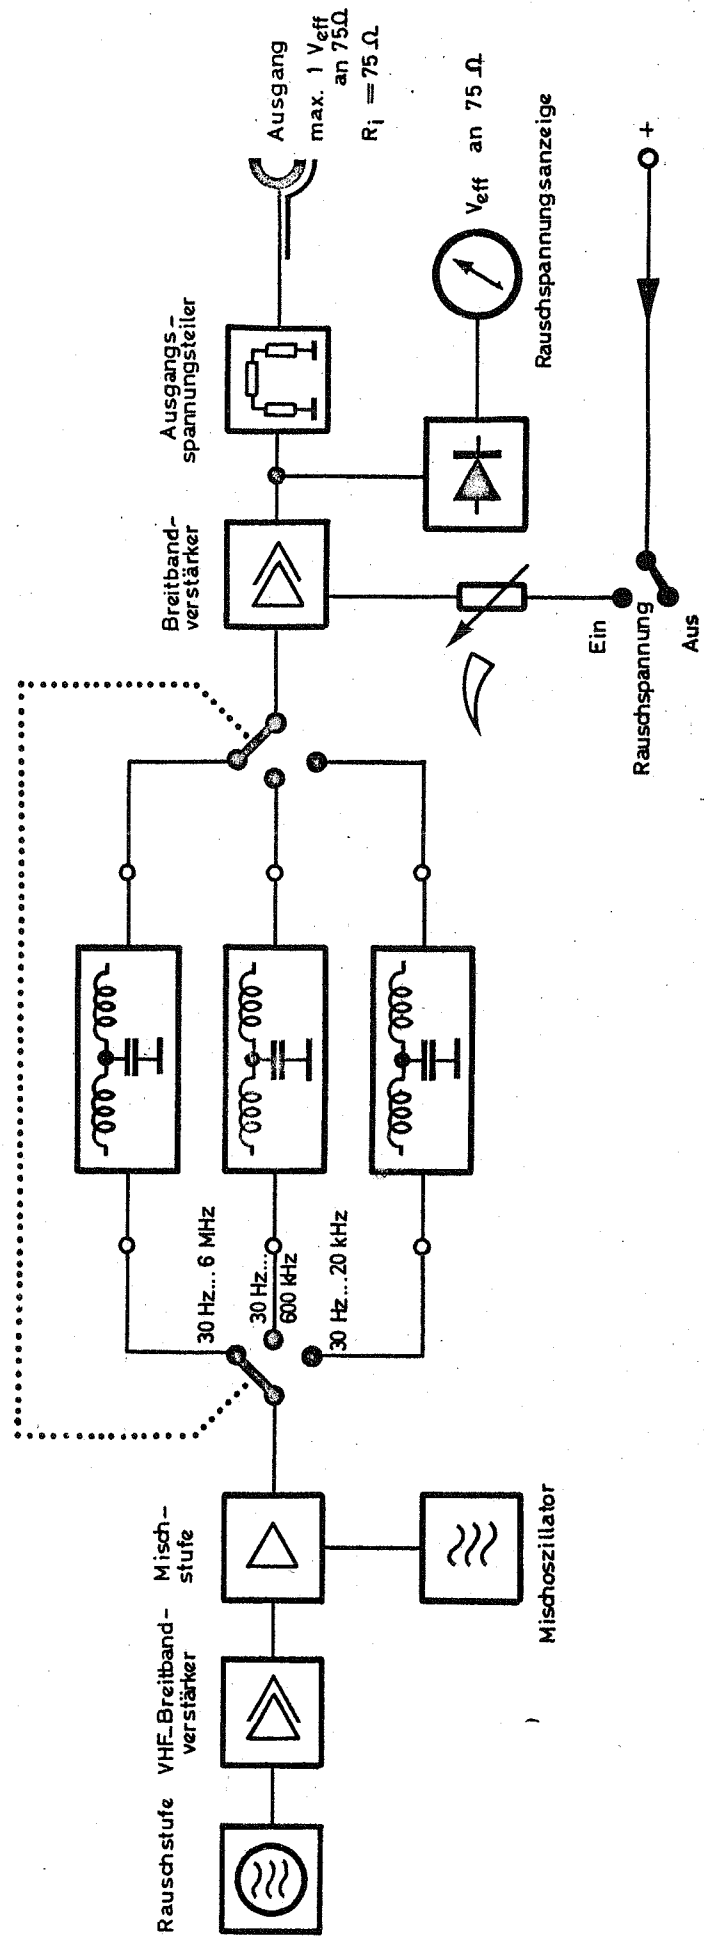 Rauschstufe
VHF-Breitband-
verstärker
Misch-
stufe
Mischoszillator
30 Hz... 6 MHz
30 Hz...
600 kHz
30 Hz...20 kHz
Breitband-
verstärker
Ausgangs-
spannungsteiler
Ausgang
max. 1 Veff
an 75Ω
Ri = 75 Ω
Veff an 75 Ω
Rauschspannungsanzeige
Ein
Rauschspannung
Aus
+